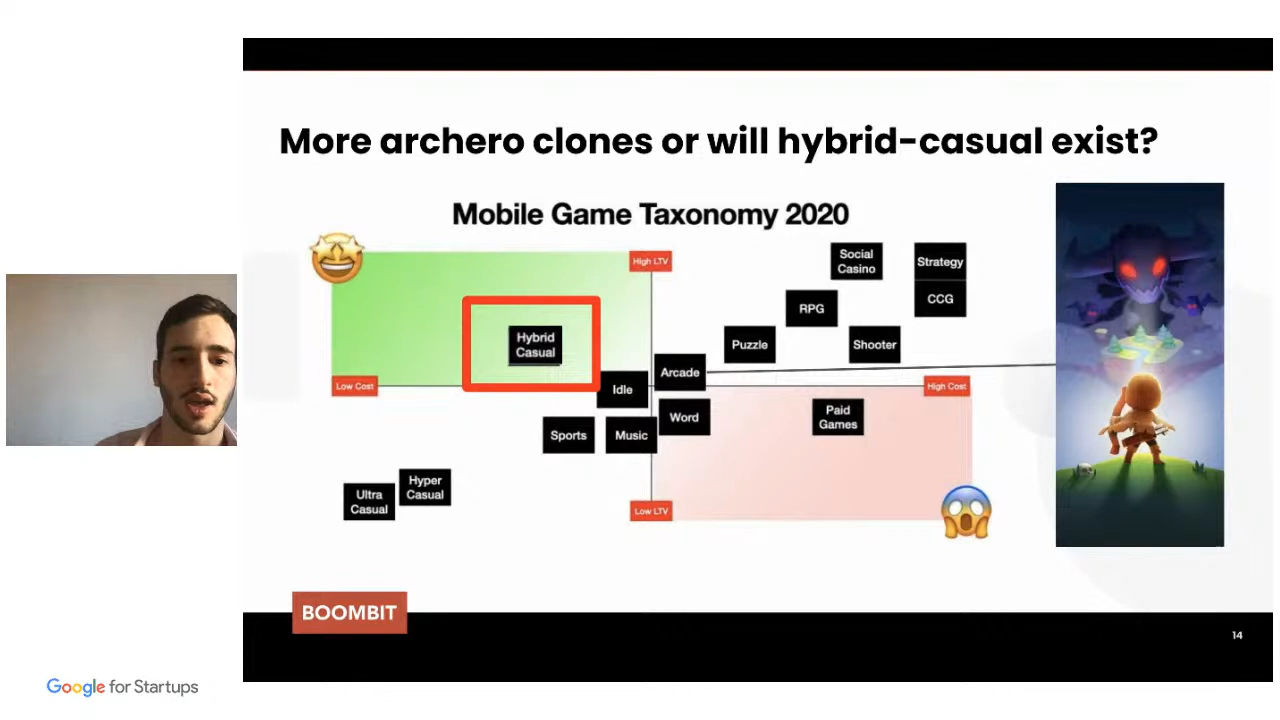 More archero clones or will hybrid-casual exist?
Mobile Game Taxonomy 2020
High LTV
Social
Casino
Strategy
CCG
RPG
Hybrid
Casual
Puzzle
Shooter
Arcade
Low Cost
Idle
High Cost
Word
Paid
Games
Sports
Music
Hyper
Casual
Ultra
Casual
Low LTV
BOOMBIT
14
Google for Startups